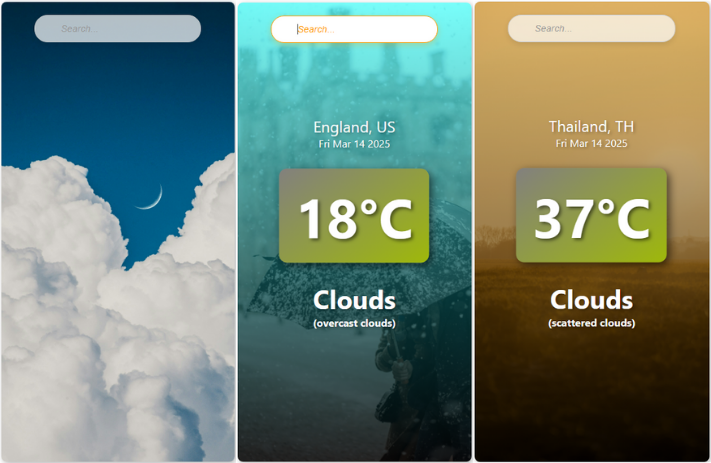 Search...
Search...
England, US
Fri Mar 14 2025
18°C
Clouds
(overcast clouds)
Search...
Thailand, TH
Fri Mar 14 2025
37°C
Clouds
(scattered clouds)